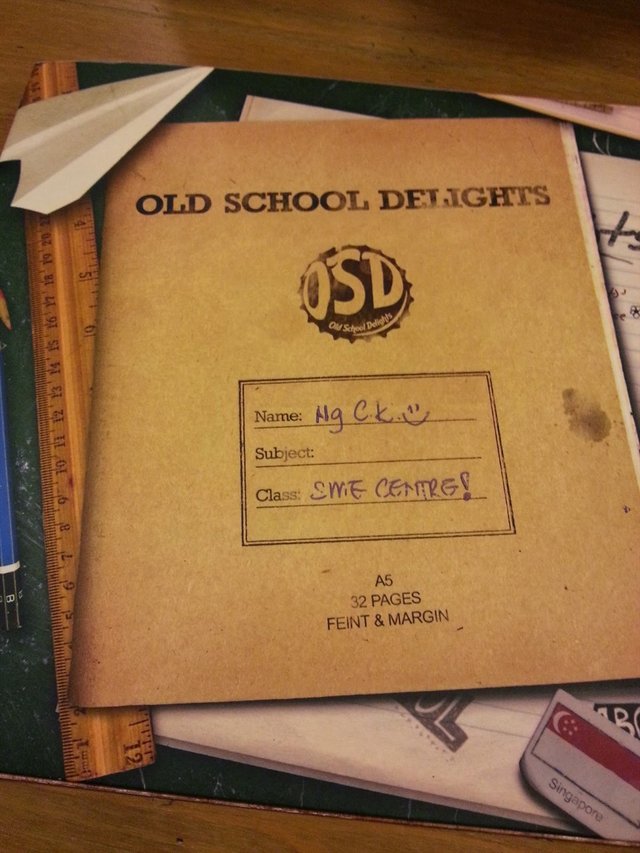 OLD SCHOOL DELIGHTS
OSD
Old School Delights
Name: Ng C.K.
Subject:
Class: SME CENTRE!
A5
32 PAGES
FEINT & MARGIN
Singapore